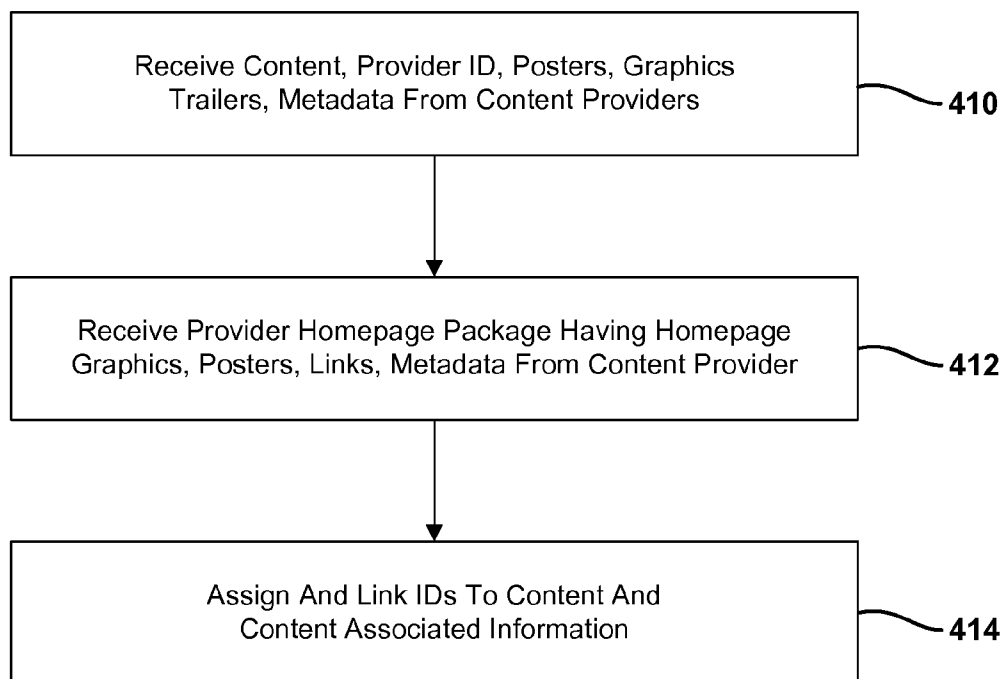 Receive Content, Provider ID, Posters, Graphics
Trailers, Metadata From Content Providers
410
Receive Provider Homepage Package Having Homepage
Graphics, Posters, Links, Metadata From Content Provider
412
Assign And Link IDs To Content And
Content Associated Information
414